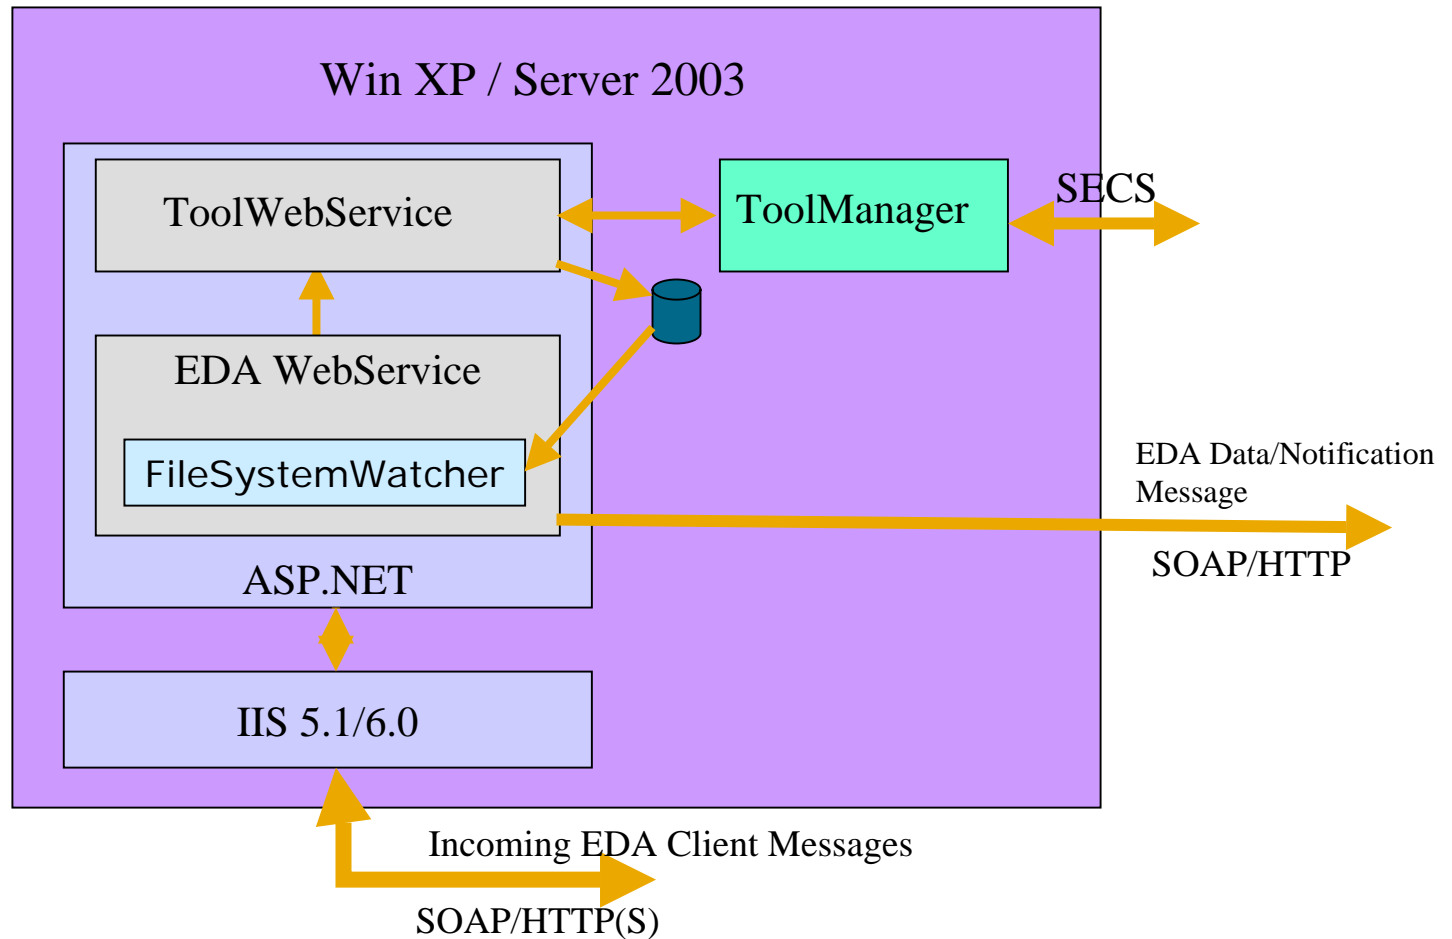 Win XP / Server 2003
ToolWebService
ToolManager
SECS
EDA WebService
FileSystemWatcher
EDA Data/Notification
Message
SOAP/HTTP
ASP.NET
IIS 5.1/6.0
Incoming EDA Client Messages
SOAP/HTTP(S)